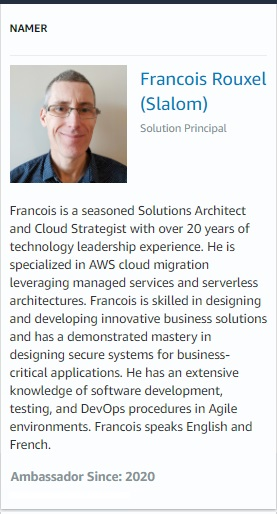 NAMER
Francois Rouxel
(Slalom)
Solution Principal
Francois is a seasoned Solutions Architect
and Cloud Strategist with over 20 years of
technology leadership experience. He is
specialized in AWS cloud migration
leveraging managed services and serverless
architectures. Francois is skilled in designing
and developing innovative business solutions
and has a demonstrated mastery in
designing secure systems for business-
critical applications. He has an extensive
knowledge of software development,
testing, and DevOps procedures in Agile
environments. Francois speaks English and
French.
Ambassador Since: 2020